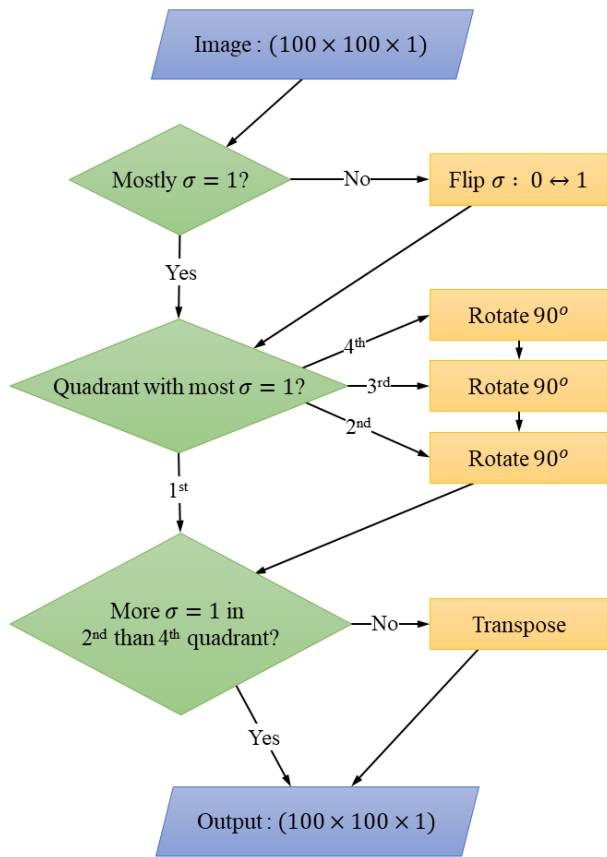 Image : (100 × 100 × 1)
Mostly σ = 1?
No
Flip σ : 0 ↔ 1
Yes
Rotate 90ᵒ
4ᵗʰ
Quadrant with most σ = 1?
3ʳᵈ
Rotate 90ᵒ
2ⁿᵈ
Rotate 90ᵒ
1ˢᵗ
More σ = 1 in
2ⁿᵈ than 4ᵗʰ quadrant?
No
Transpose
Yes
Output : (100 × 100 × 1)